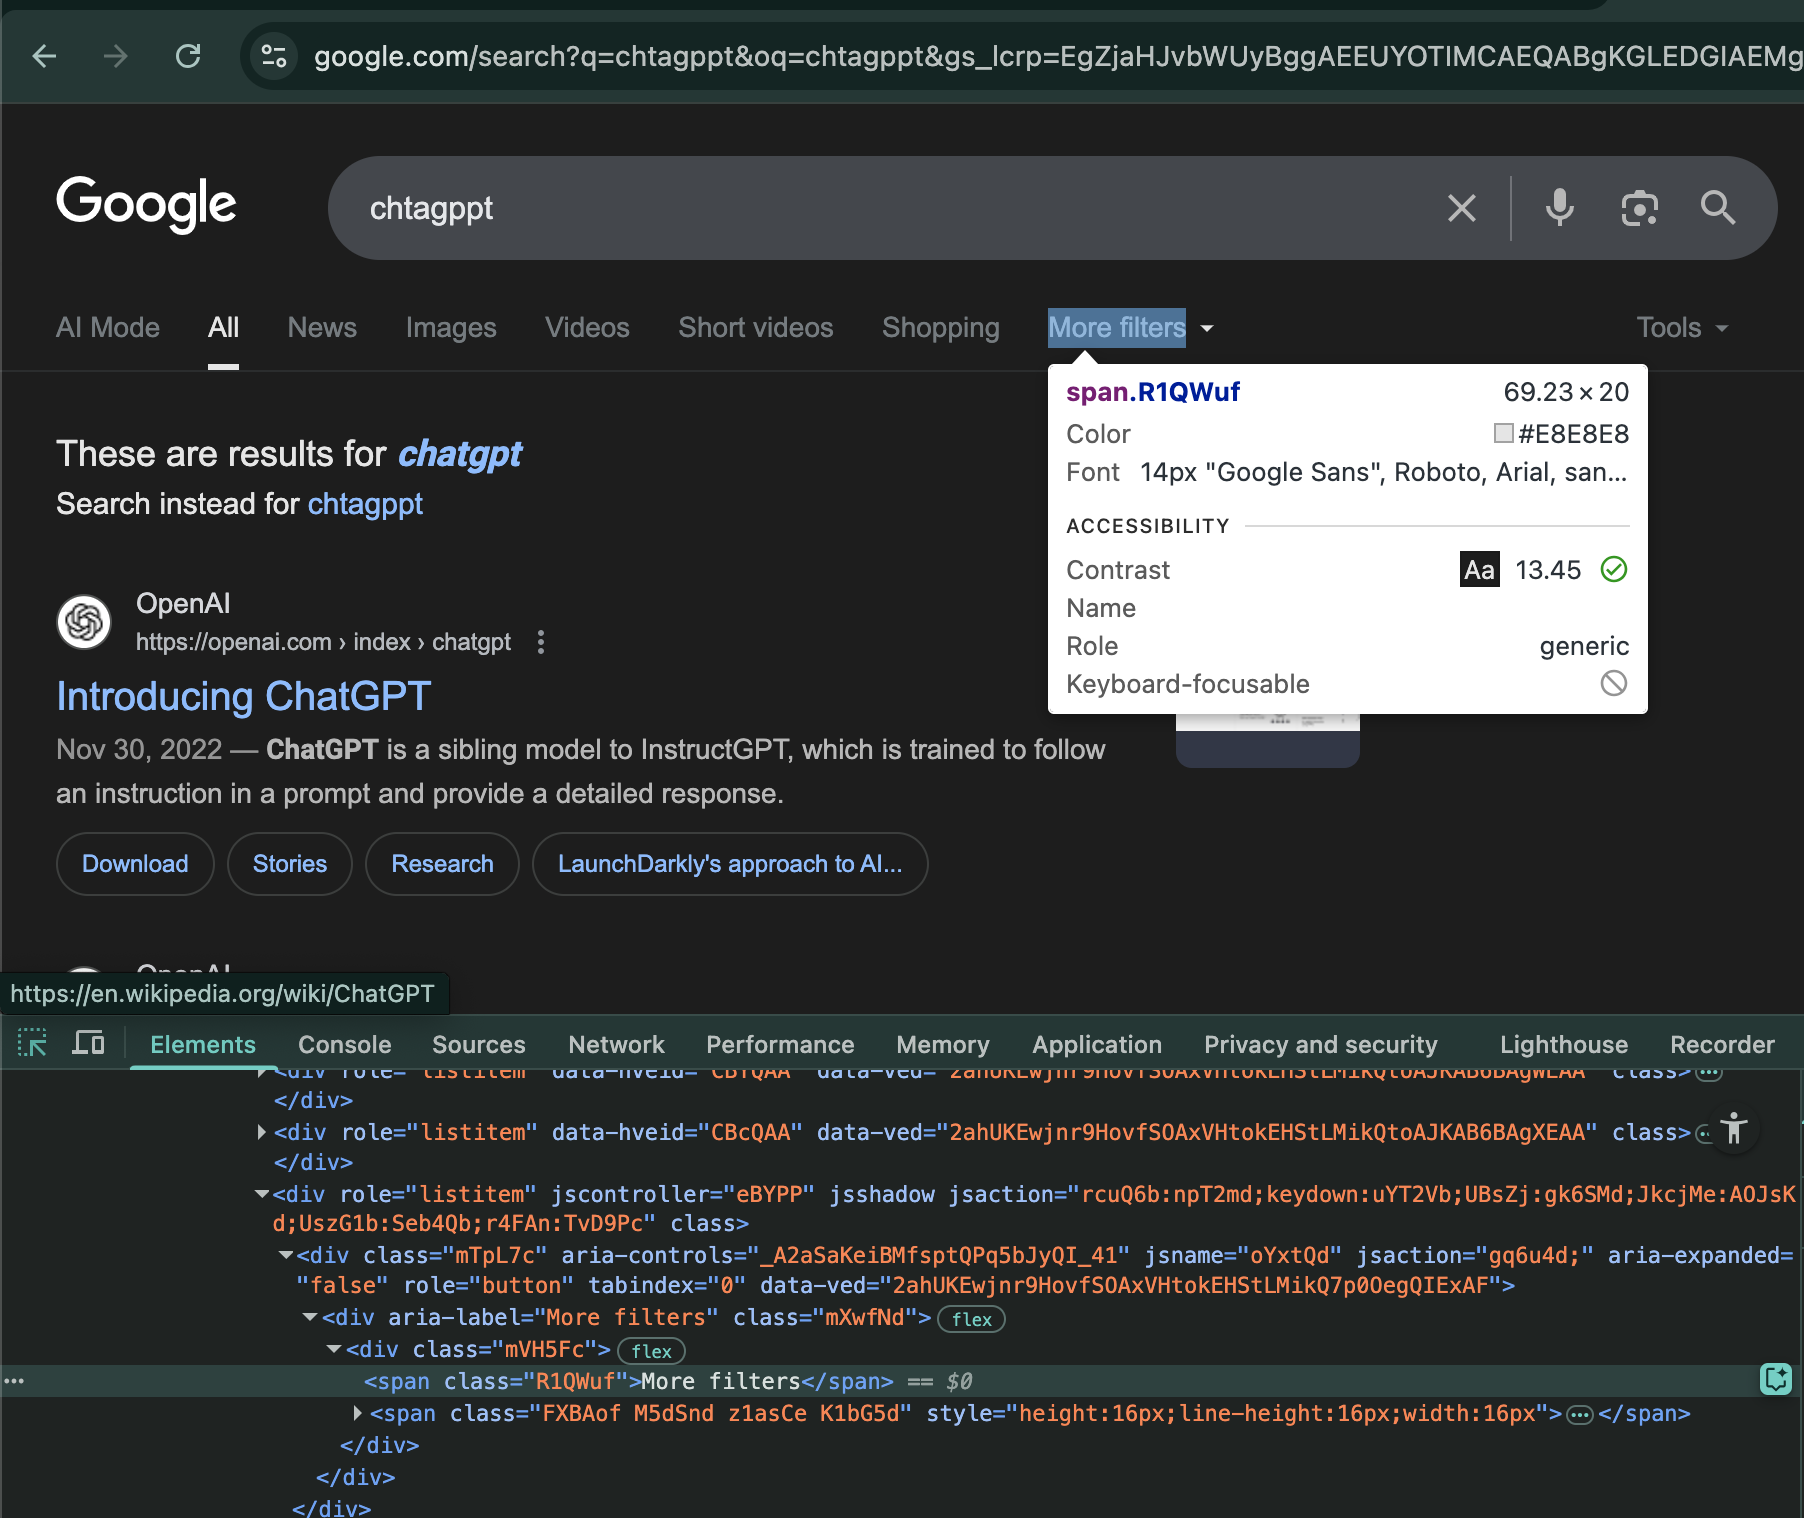 google.com/search?q=chtagppt&oq=chtagppt&gs_lcrp=EgZjaHJvbWUyBggAEEUYOTIMCAEQABgKGLEDGIAEMg
Google
chtagppt
AI Mode All News Images Videos Short videos Shopping More filters Tools
span.R1QWuf 69.23 × 20
Color #E8E8E8
Font 14px "Google Sans", Roboto, Arial, san...
ACCESSIBILITY
Contrast Aa 13.45
Name
Role generic
Keyboard-focusable
These are results for chatgpt
Search instead for chtagppt
OpenAI
https://openai.com › index › chatgpt
Introducing ChatGPT
Nov 30, 2022 — ChatGPT is a sibling model to InstructGPT, which is trained to follow
an instruction in a prompt and provide a detailed response.
Download Stories Research LaunchDarkly's approach to AI...
OpenAI
https://en.wikipedia.org/wiki/ChatGPT
Elements Console Sources Network Performance Memory Application Privacy and security Lighthouse Recorder
<div role="listitem" data-hveid="CBYQAA" class>
</div>
<div role="listitem" data-hveid="CBcQAA" data-ved="2ahUKEwjnr9HovfSOAxVHtokEHStLMikQtoAJKAB6BAgXEAA" class>
</div>
<div role="listitem" jscontroller="eBYPP" jsshadow jsaction="rcuQ6b:npT2md;keydown:uYT2Vb;UBsZj:gk6SMd;JkcjMe:AOJsK
d;UszG1b:Seb4Qb;r4FAn:TvD9Pc" class>
<div class="mTpL7c" aria-controls="_A2aSaKeiBMfsptQPq5bJyQI_41" jsname="oYxtQd" jsaction="gq6u4d;" aria-expanded=
"false" role="button" tabindex="0" data-ved="2ahUKEwjnr9HovfSOAxVHtokEHStLMikQ7p0OegQIExAF">
<div aria-label="More filters" class="mXwfNd"> flex
<div class="mVH5Fc"> flex
<span class="R1QWuf">More filters</span> == $0
<span class="FXBAof M5dSnd z1asCe K1bG5d" style="height:16px;line-height:16px;width:16px"></span>
</div>
</div>
</div>